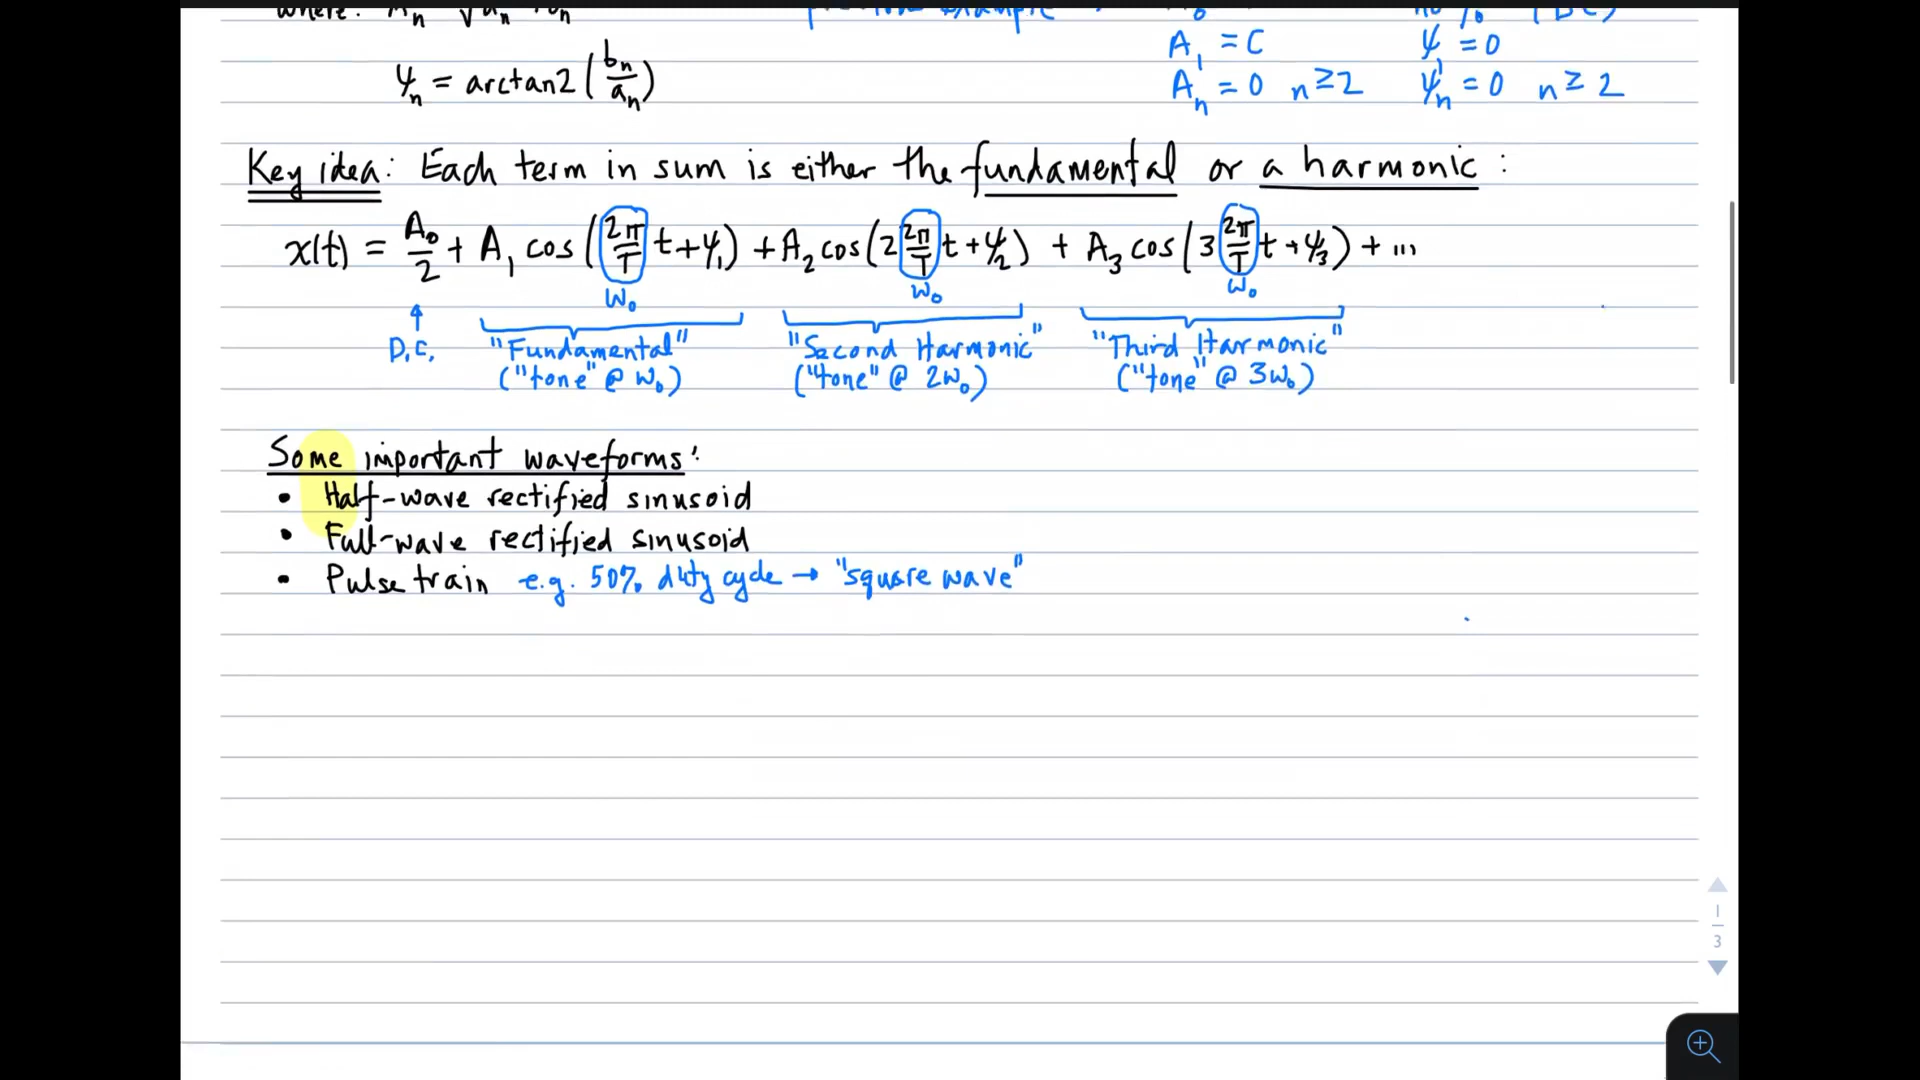 where:
A₁ = C ψ₁ = 0
ψₙ = arctan2(bₙ/aₙ) Aₙ = 0 n ≥ 2 ψₙ = 0 n ≥ 2
Key idea: Each term in sum is either the fundamental or a harmonic:
x(t) = A₀/2 + A₁ cos(2π/T t + ψ₁) + A₂ cos(2 2π/T t + ψ₂) + A₃ cos(3 2π/T t + ψ₃) + ...
ω₀ ω₀ ω₀
D.C. "Fundamental" "Second Harmonic" "Third Harmonic"
("tone" @ ω₀) ("tone" @ 2ω₀) ("tone" @ 3ω₀)
Some important waveforms:
• Half-wave rectified sinusoid
• Full-wave rectified sinusoid
• Pulse train e.g. 50% duty cycle → "square wave"
1
3